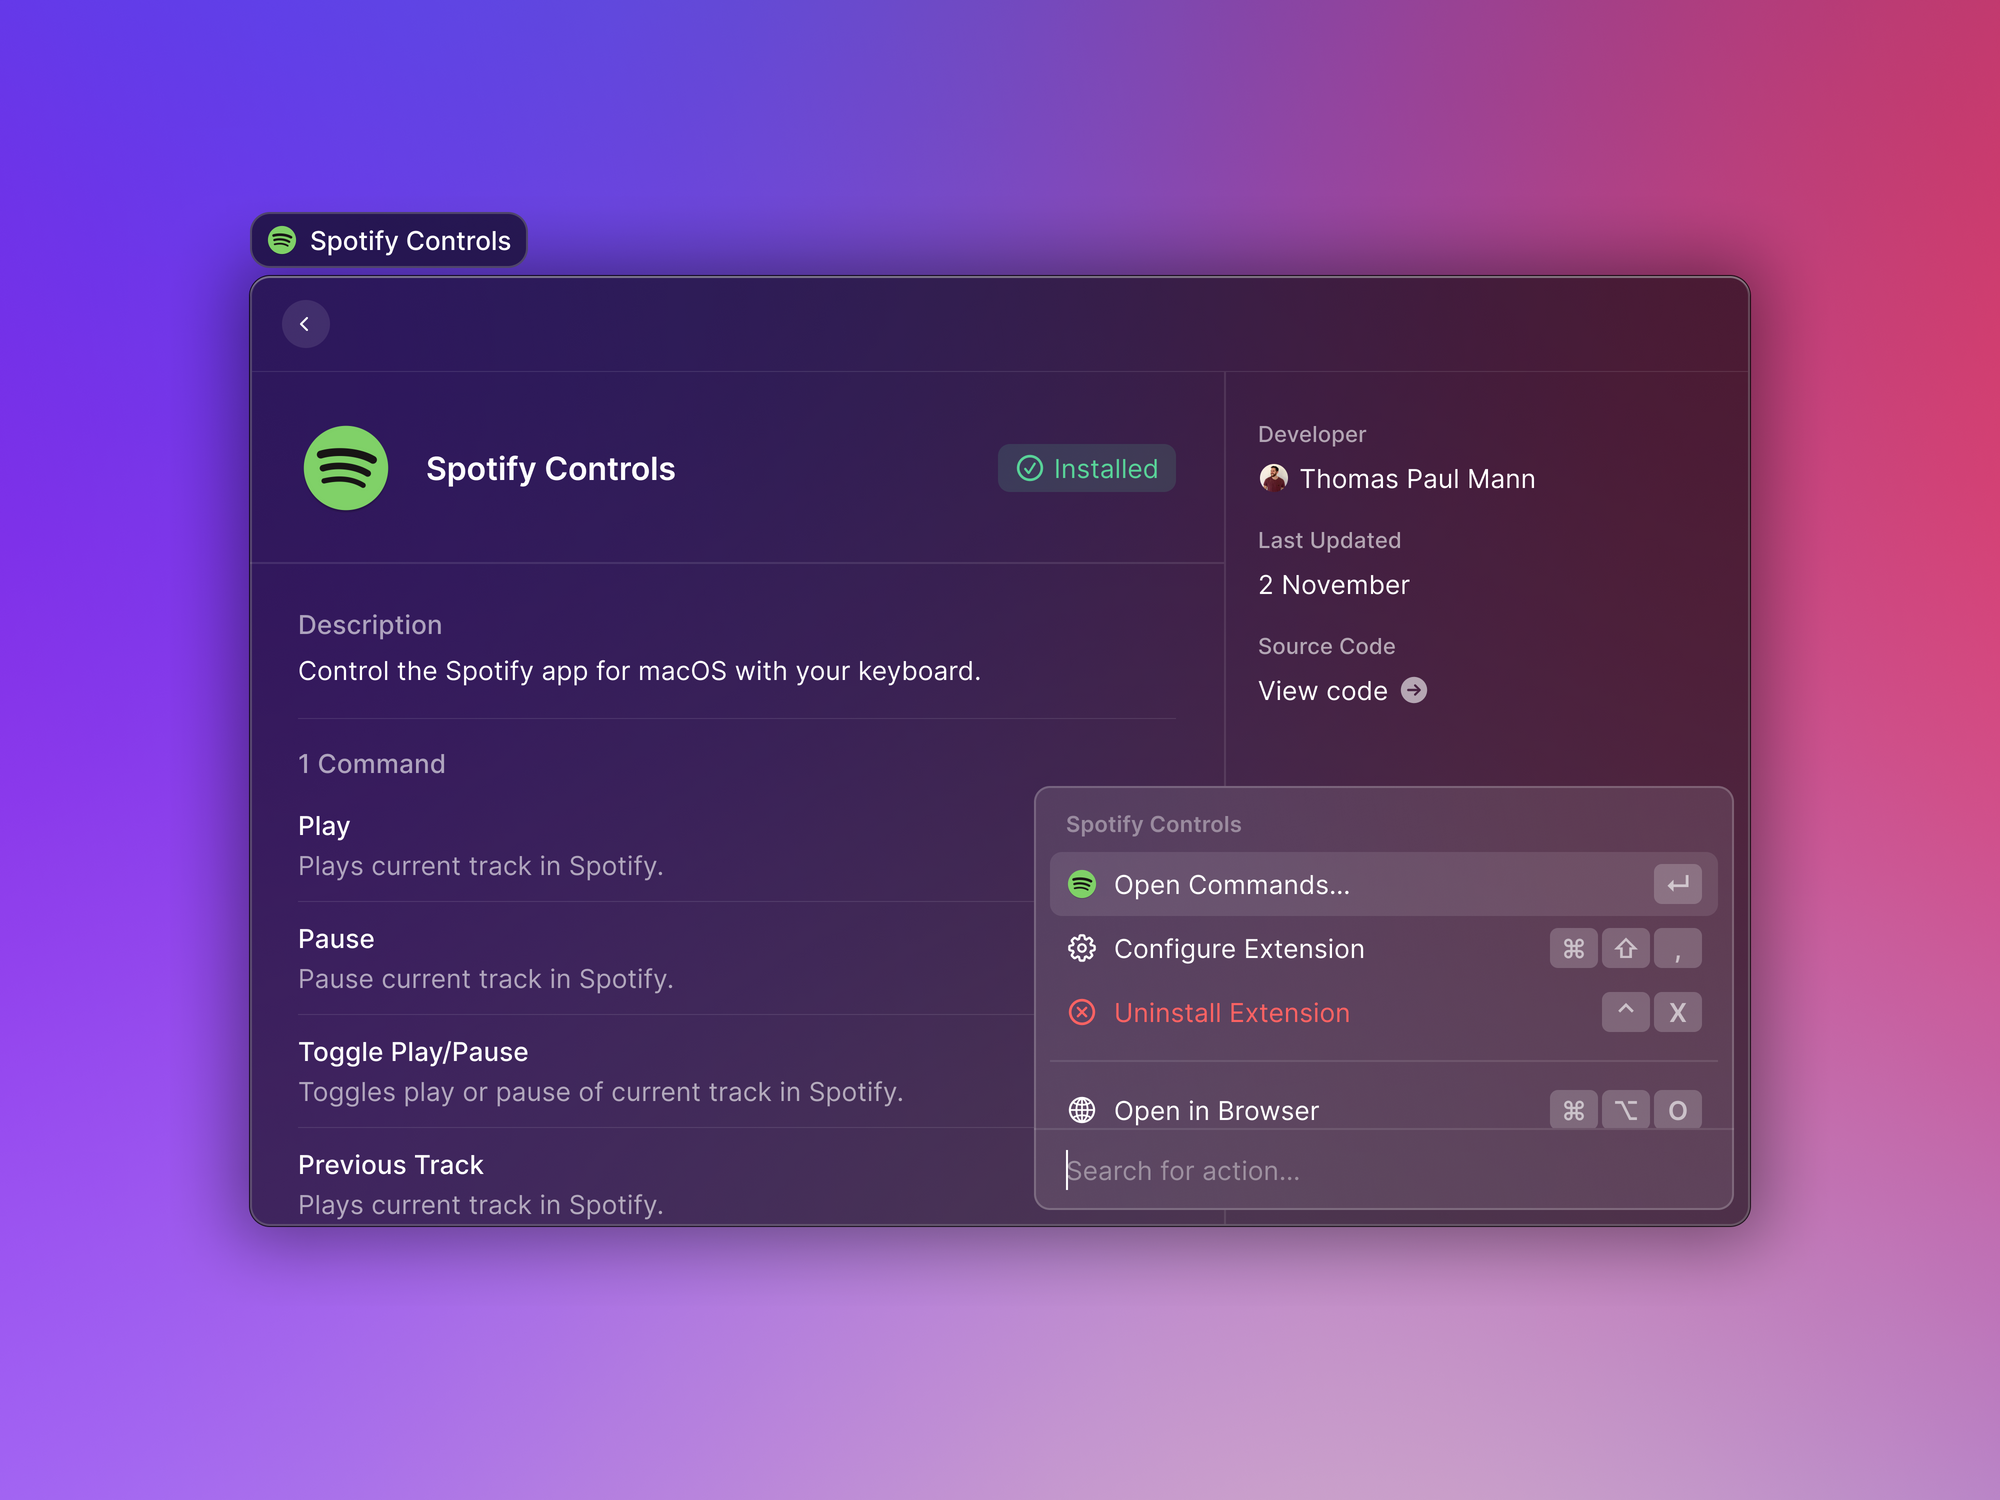 Spotify Controls
Spotify Controls
Installed
Description
Control the Spotify app for macOS with your keyboard.
1 Command
Play
Plays current track in Spotify.
Pause
Pause current track in Spotify.
Toggle Play/Pause
Toggles play or pause of current track in Spotify.
Previous Track
Plays current track in Spotify.
Developer
Thomas Paul Mann
Last Updated
2 November
Source Code
View code
Spotify Controls
Open Commands...
Configure Extension ⌘ ⇧ ,
Uninstall Extension ^ X
Open in Browser ⌘ ⌥ O
Search for action...